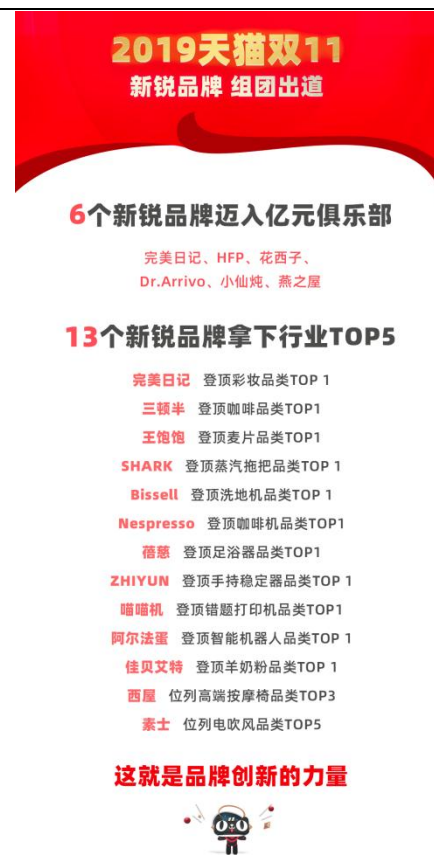 2019天猫双11
新锐品牌 组团出道
6个新锐品牌迈入亿元俱乐部
完美日记、HFP、花西子、
Dr.Arrivo、小仙炖、燕之屋
13个新锐品牌拿下行业TOP5
完美日记 登顶彩妆品类TOP 1
三顿半 登顶咖啡品类TOP1
王饱饱 登顶麦片品类TOP1
SHARK 登顶蒸汽拖把品类TOP 1
Bissell 登顶洗地机品类TOP 1
Nespresso 登顶咖啡机品类TOP1
蓓慈 登顶足浴器品类TOP1
ZHIYUN 登顶手持稳定器品类TOP 1
喵喵机 登顶错题打印机品类TOP1
阿尔法蛋 登顶智能机器人品类TOP 1
佳贝艾特 登顶羊奶粉品类TOP 1
西屋 位列高端按摩椅品类TOP3
素士 位列电吹风品类TOP5
这就是品牌创新的力量